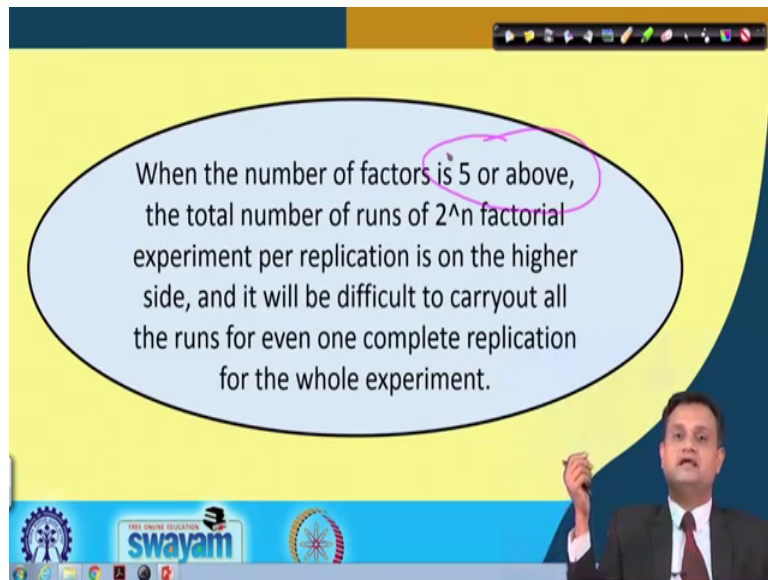 When the number of factors is 5 or above,
the total number of runs of 2^n factorial
experiment per replication is on the higher
side, and it will be difficult to carryout all
the runs for even one complete replication
for the whole experiment.
FREE ONLINE EDUCATION
swayam